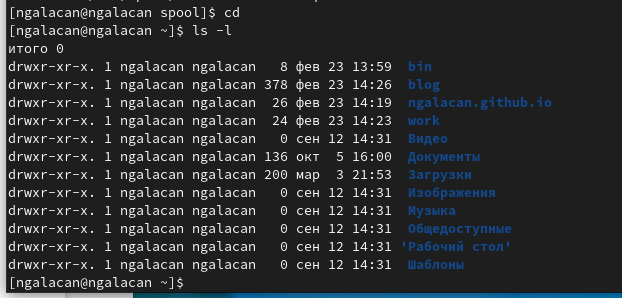 [ngalacan@ngalacan spool]$ cd
[ngalacan@ngalacan ~]$ ls -l
итого 0
drwxr-xr-x. 1 ngalacan ngalacan   8 фев 23 13:59  bin
drwxr-xr-x. 1 ngalacan ngalacan 378 фев 23 14:26  blog
drwxr-xr-x. 1 ngalacan ngalacan  26 фев 23 14:19  ngalacan.github.io
drwxr-xr-x. 1 ngalacan ngalacan  24 фев 23 14:23  work
drwxr-xr-x. 1 ngalacan ngalacan   0 сен 12 14:31  Видео
drwxr-xr-x. 1 ngalacan ngalacan 136 окт  5 16:00  Документы
drwxr-xr-x. 1 ngalacan ngalacan 200 мар  3 21:53  Загрузки
drwxr-xr-x. 1 ngalacan ngalacan   0 сен 12 14:31  Изображения
drwxr-xr-x. 1 ngalacan ngalacan   0 сен 12 14:31  Музыка
drwxr-xr-x. 1 ngalacan ngalacan   0 сен 12 14:31  Общедоступные
drwxr-xr-x. 1 ngalacan ngalacan   0 сен 12 14:31 'Рабочий стол'
drwxr-xr-x. 1 ngalacan ngalacan   0 сен 12 14:31  Шаблоны
[ngalacan@ngalacan ~]$